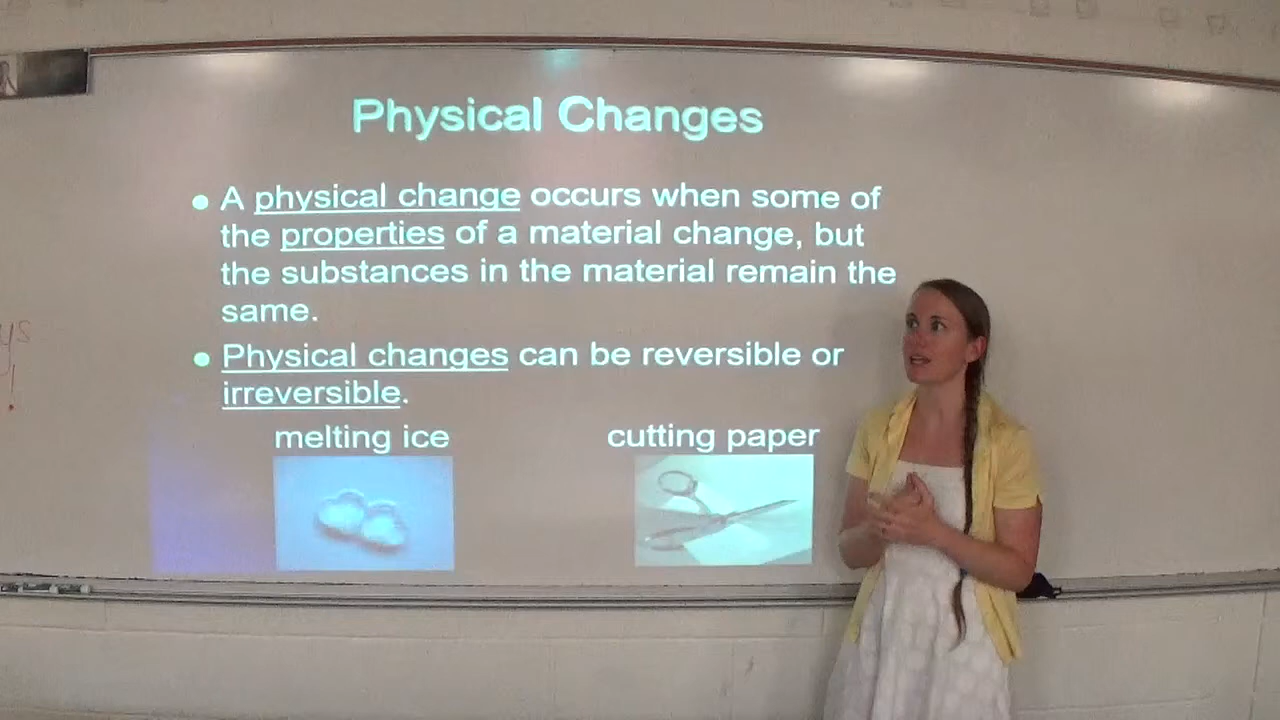 Physical Changes
• A physical change occurs when some of
the properties of a material change, but
the substances in the material remain the
same.
• Physical changes can be reversible or
irreversible.
melting ice cutting paper